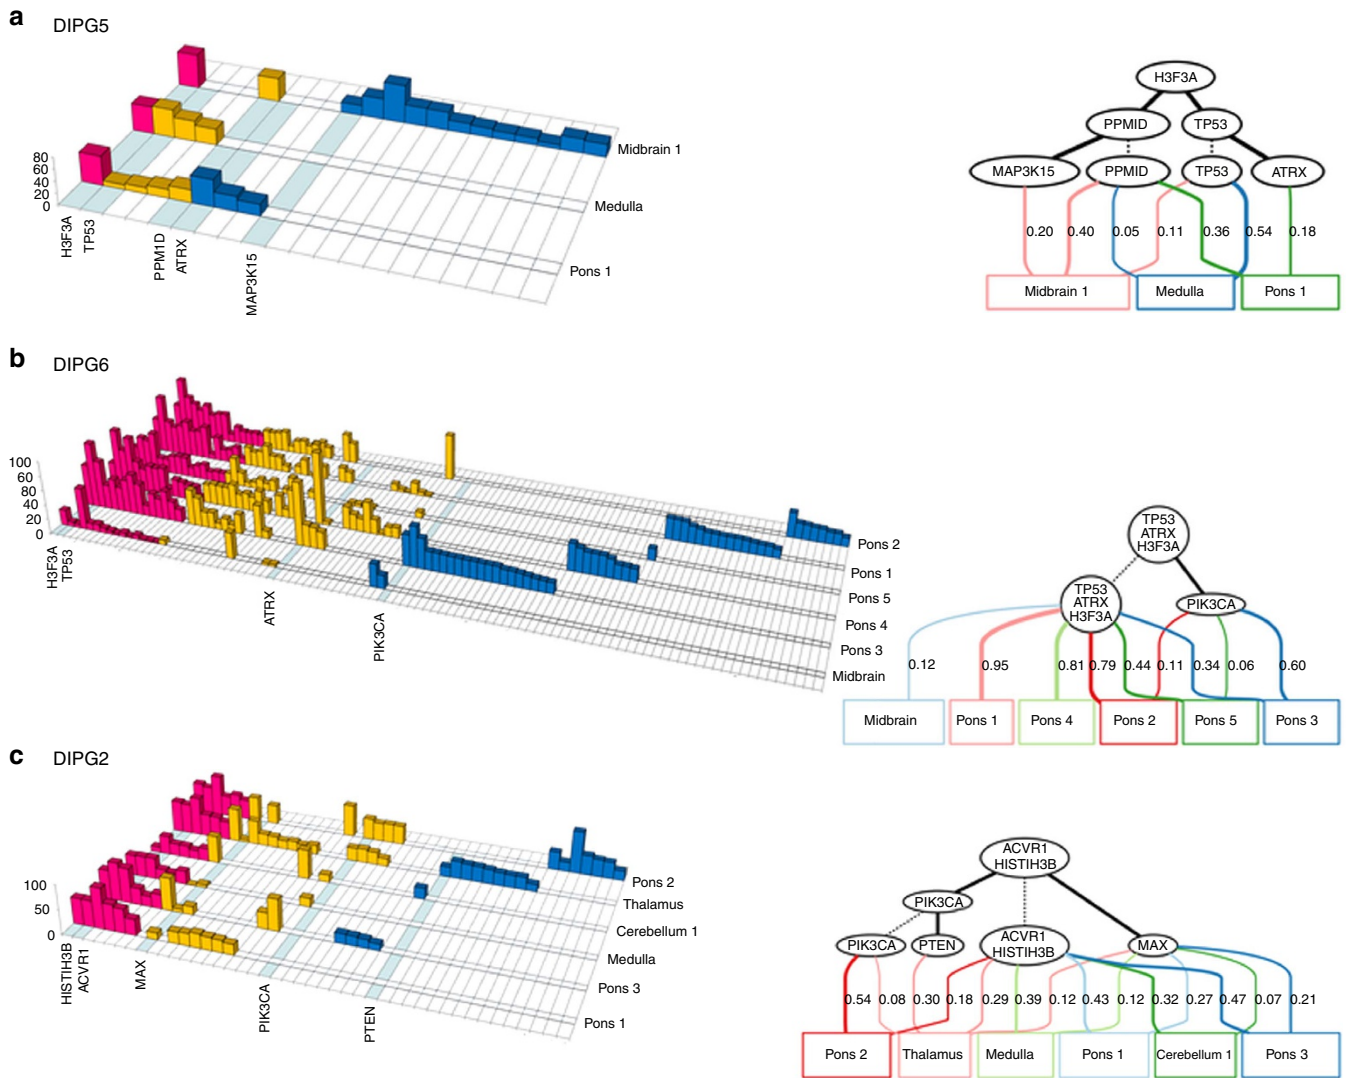 a
DIPG5
80
60
40
20
0
H3F3A
TP53
PPM1D
ATRX
MAP3K15
Midbrain 1
Medulla
Pons 1
H3F3A
PPMID
TP53
MAP3K15
PPMID
TP53
ATRX
0.20
0.40
0.05
0.11
0.36
0.54
0.18
Midbrain 1
Medulla
Pons 1
b
DIPG6
100
60
80
40
20
0
H3F3A
TP53
ATRX
PIK3CA
Pons 2
Pons 1
Pons 5
Pons 4
Pons 3
Midbrain
TP53
ATRX
H3F3A
TP53
ATRX
H3F3A
PIK3CA
0.12
0.95
0.81
0.79
0.44
0.11
0.34
0.06
0.60
Midbrain
Pons 1
Pons 4
Pons 2
Pons 5
Pons 3
c
DIPG2
100
50
0
HISTIH3B
ACVR1
MAX
PIK3CA
PTEN
Pons 2
Thalamus
Cerebellum 1
Medulla
Pons 3
Pons 1
ACVR1
HISTIH3B
PIK3CA
PIK3CA
PTEN
ACVR1
HISTIH3B
MAX
0.54
0.08
0.30
0.18
0.29
0.39
0.12
0.43
0.12
0.32
0.27
0.47
0.07
0.21
Pons 2
Thalamus
Medulla
Pons 1
Cerebellum 1
Pons 3